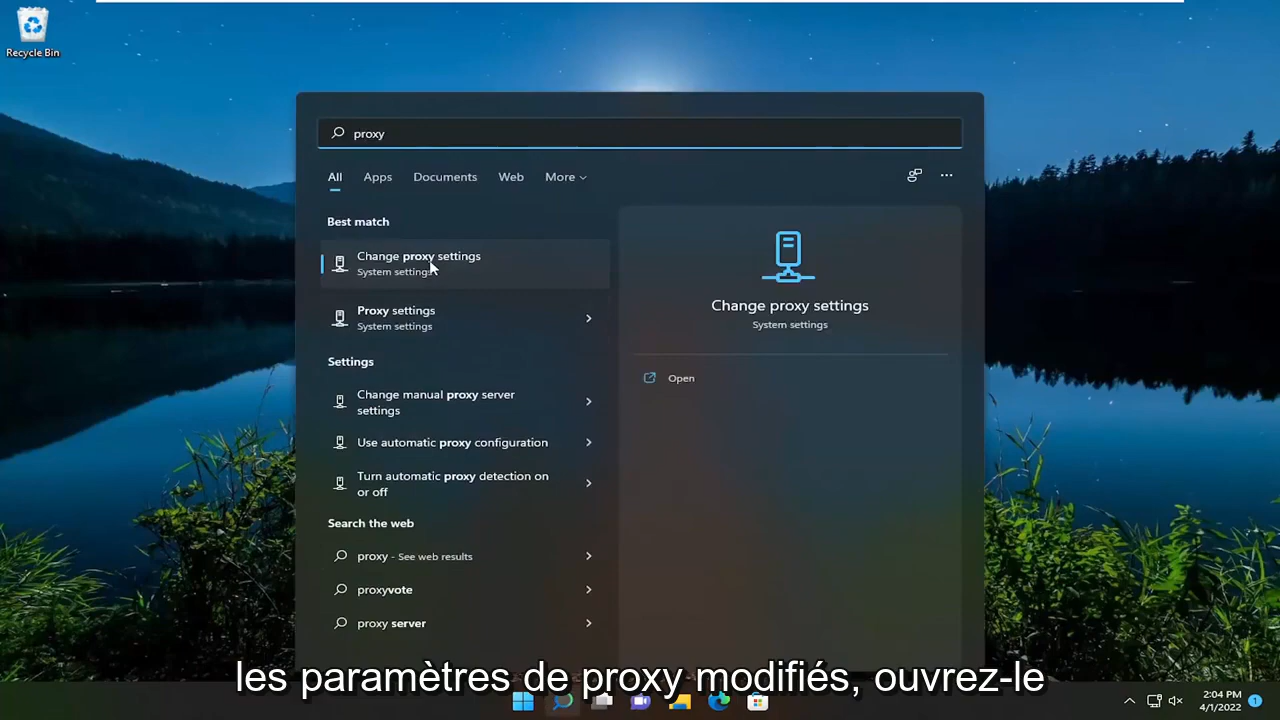 Recycle Bin
proxy
All Apps Documents Web More
Best match
Change proxy settings
System settings
Proxy settings
System settings
Settings
Change manual proxy server
settings
Use automatic proxy configuration
Turn automatic proxy detection on
or off
Search the web
proxy - See web results
proxyvote
proxy server
Change proxy settings
System settings
Open
les paramètres de proxy modifiés, ouvrez-le
2:04 PM
4/1/2022
1